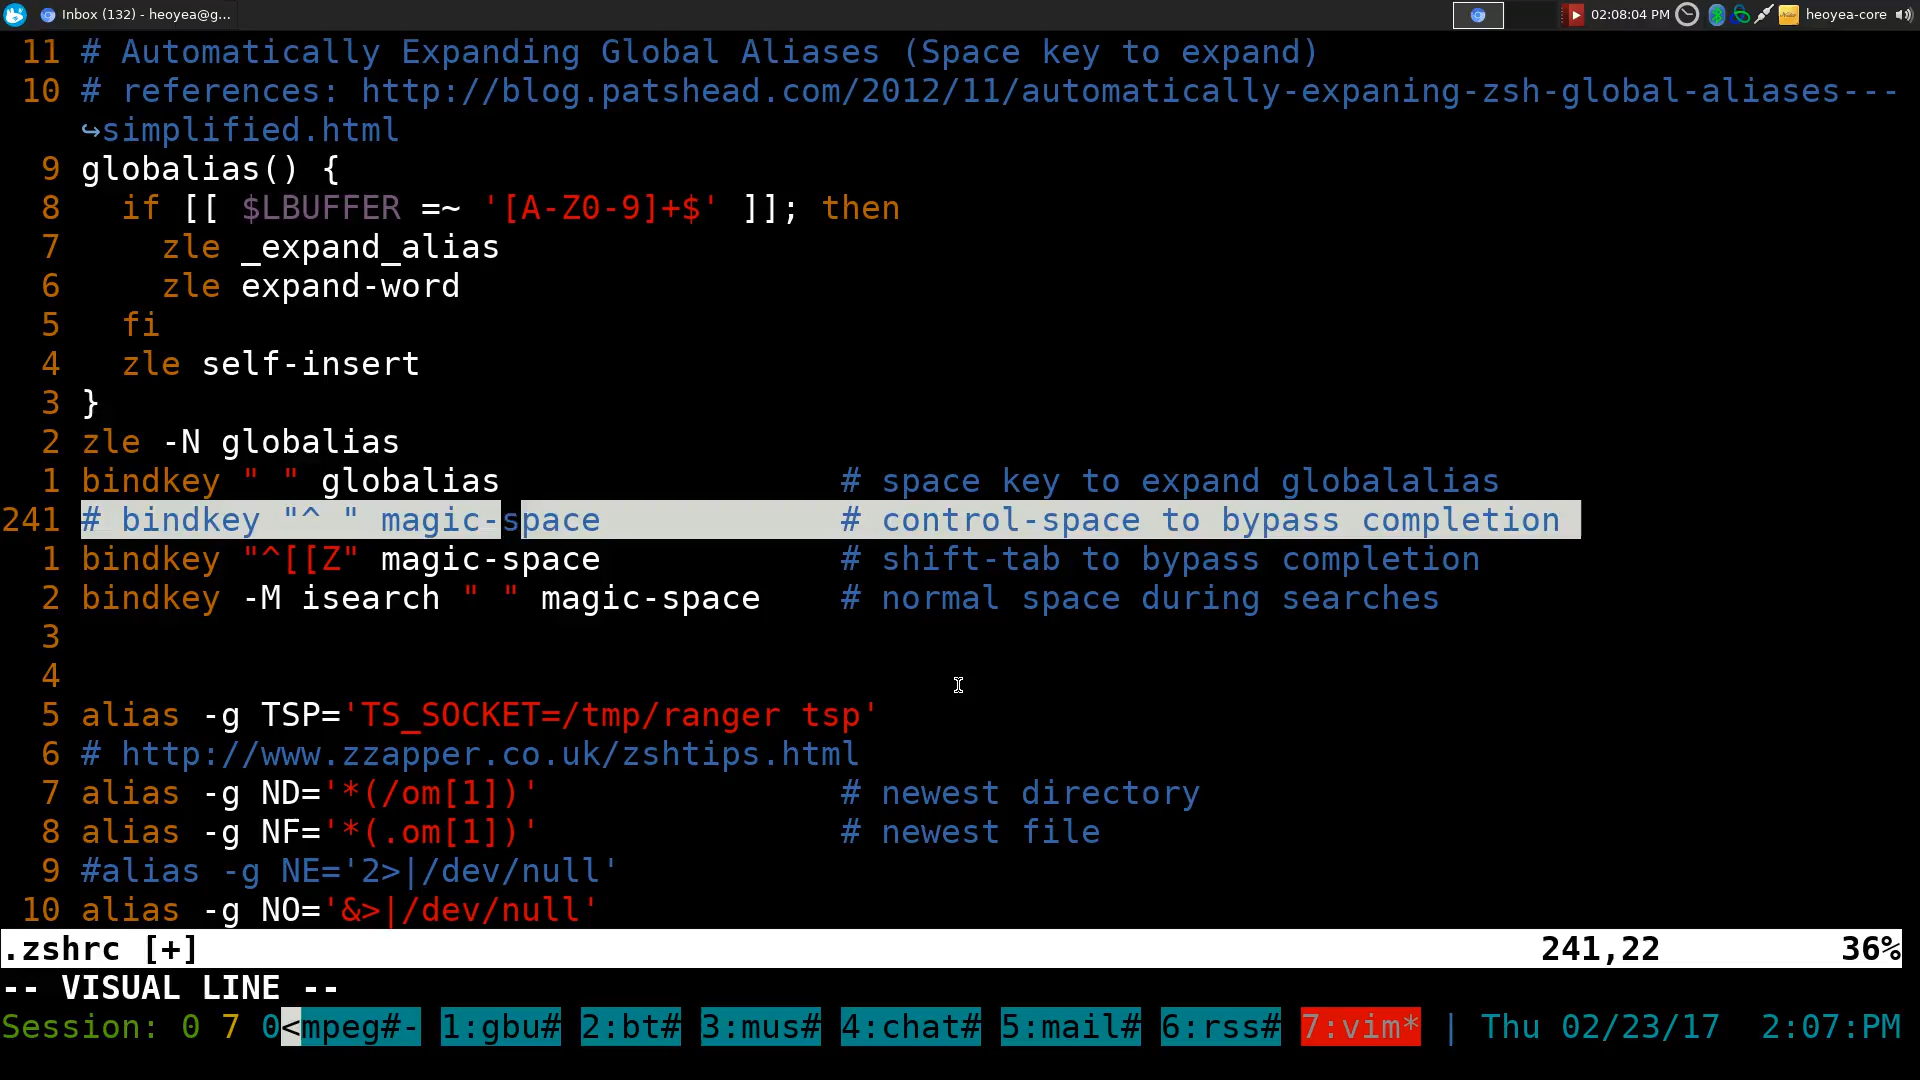 Inbox (132) - heoyea@g...
02:08:04 PM heoyea-core
11 # Automatically Expanding Global Aliases (Space key to expand)
10 # references: http://blog.patshead.com/2012/11/automatically-expaning-zsh-global-aliases---
↪simplified.html
9 globalias() {
8   if [[ $LBUFFER =~ '[A-Z0-9]+$' ]]; then
7     zle _expand_alias
6     zle expand-word
5   fi
4   zle self-insert
3 }
2 zle -N globalias
1 bindkey " " globalias                 # space key to expand globalalias
241 # bindkey "^ " magic-space            # control-space to bypass completion
1 bindkey "^[[Z" magic-space            # shift-tab to bypass completion
2 bindkey -M isearch " " magic-space    # normal space during searches
3
4
5 alias -g TSP='TS_SOCKET=/tmp/ranger tsp'
6 # http://www.zzapper.co.uk/zshtips.html
7 alias -g ND='*(/om[1])'               # newest directory
8 alias -g NF='*(.om[1])'               # newest file
9 #alias -g NE='2>|/dev/null'
10 alias -g NO='&>|/dev/null'
.zshrc [+] 241,22 36%
-- VISUAL LINE --
Session: 0 7 0<mpeg#- 1:gbu# 2:bt# 3:mus# 4:chat# 5:mail# 6:rss# 7:vim* | Thu 02/23/17 2:07:PM